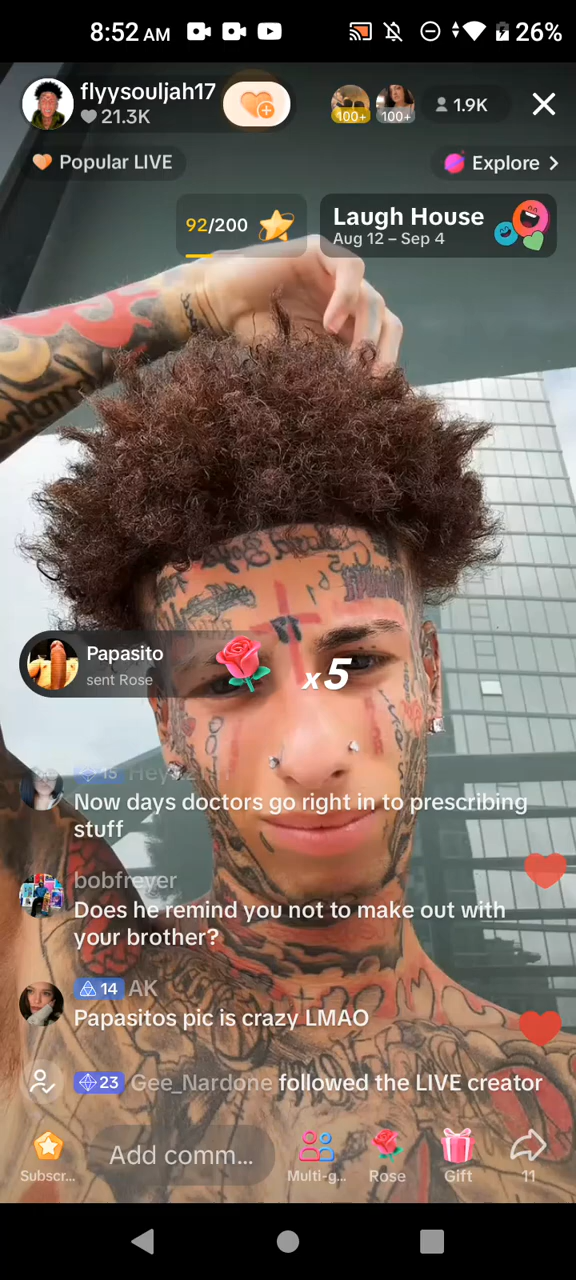 8:52 AM 26%
flyysouljah17
21.3K
100+ 100+ 1.9K
Popular LIVE
Explore >
92/200
Laugh House
Aug 12 – Sep 4
Papasito
sent Rose
x5
15
Now days doctors go right in to prescribing
stuff
bobfreyer
Does he remind you not to make out with
your brother?
14 AK
Papasitos pic is crazy LMAO
23 Gee_Nardone followed the LIVE creator
Subscr...
Add comm...
Multi-g...
Rose
Gift
11